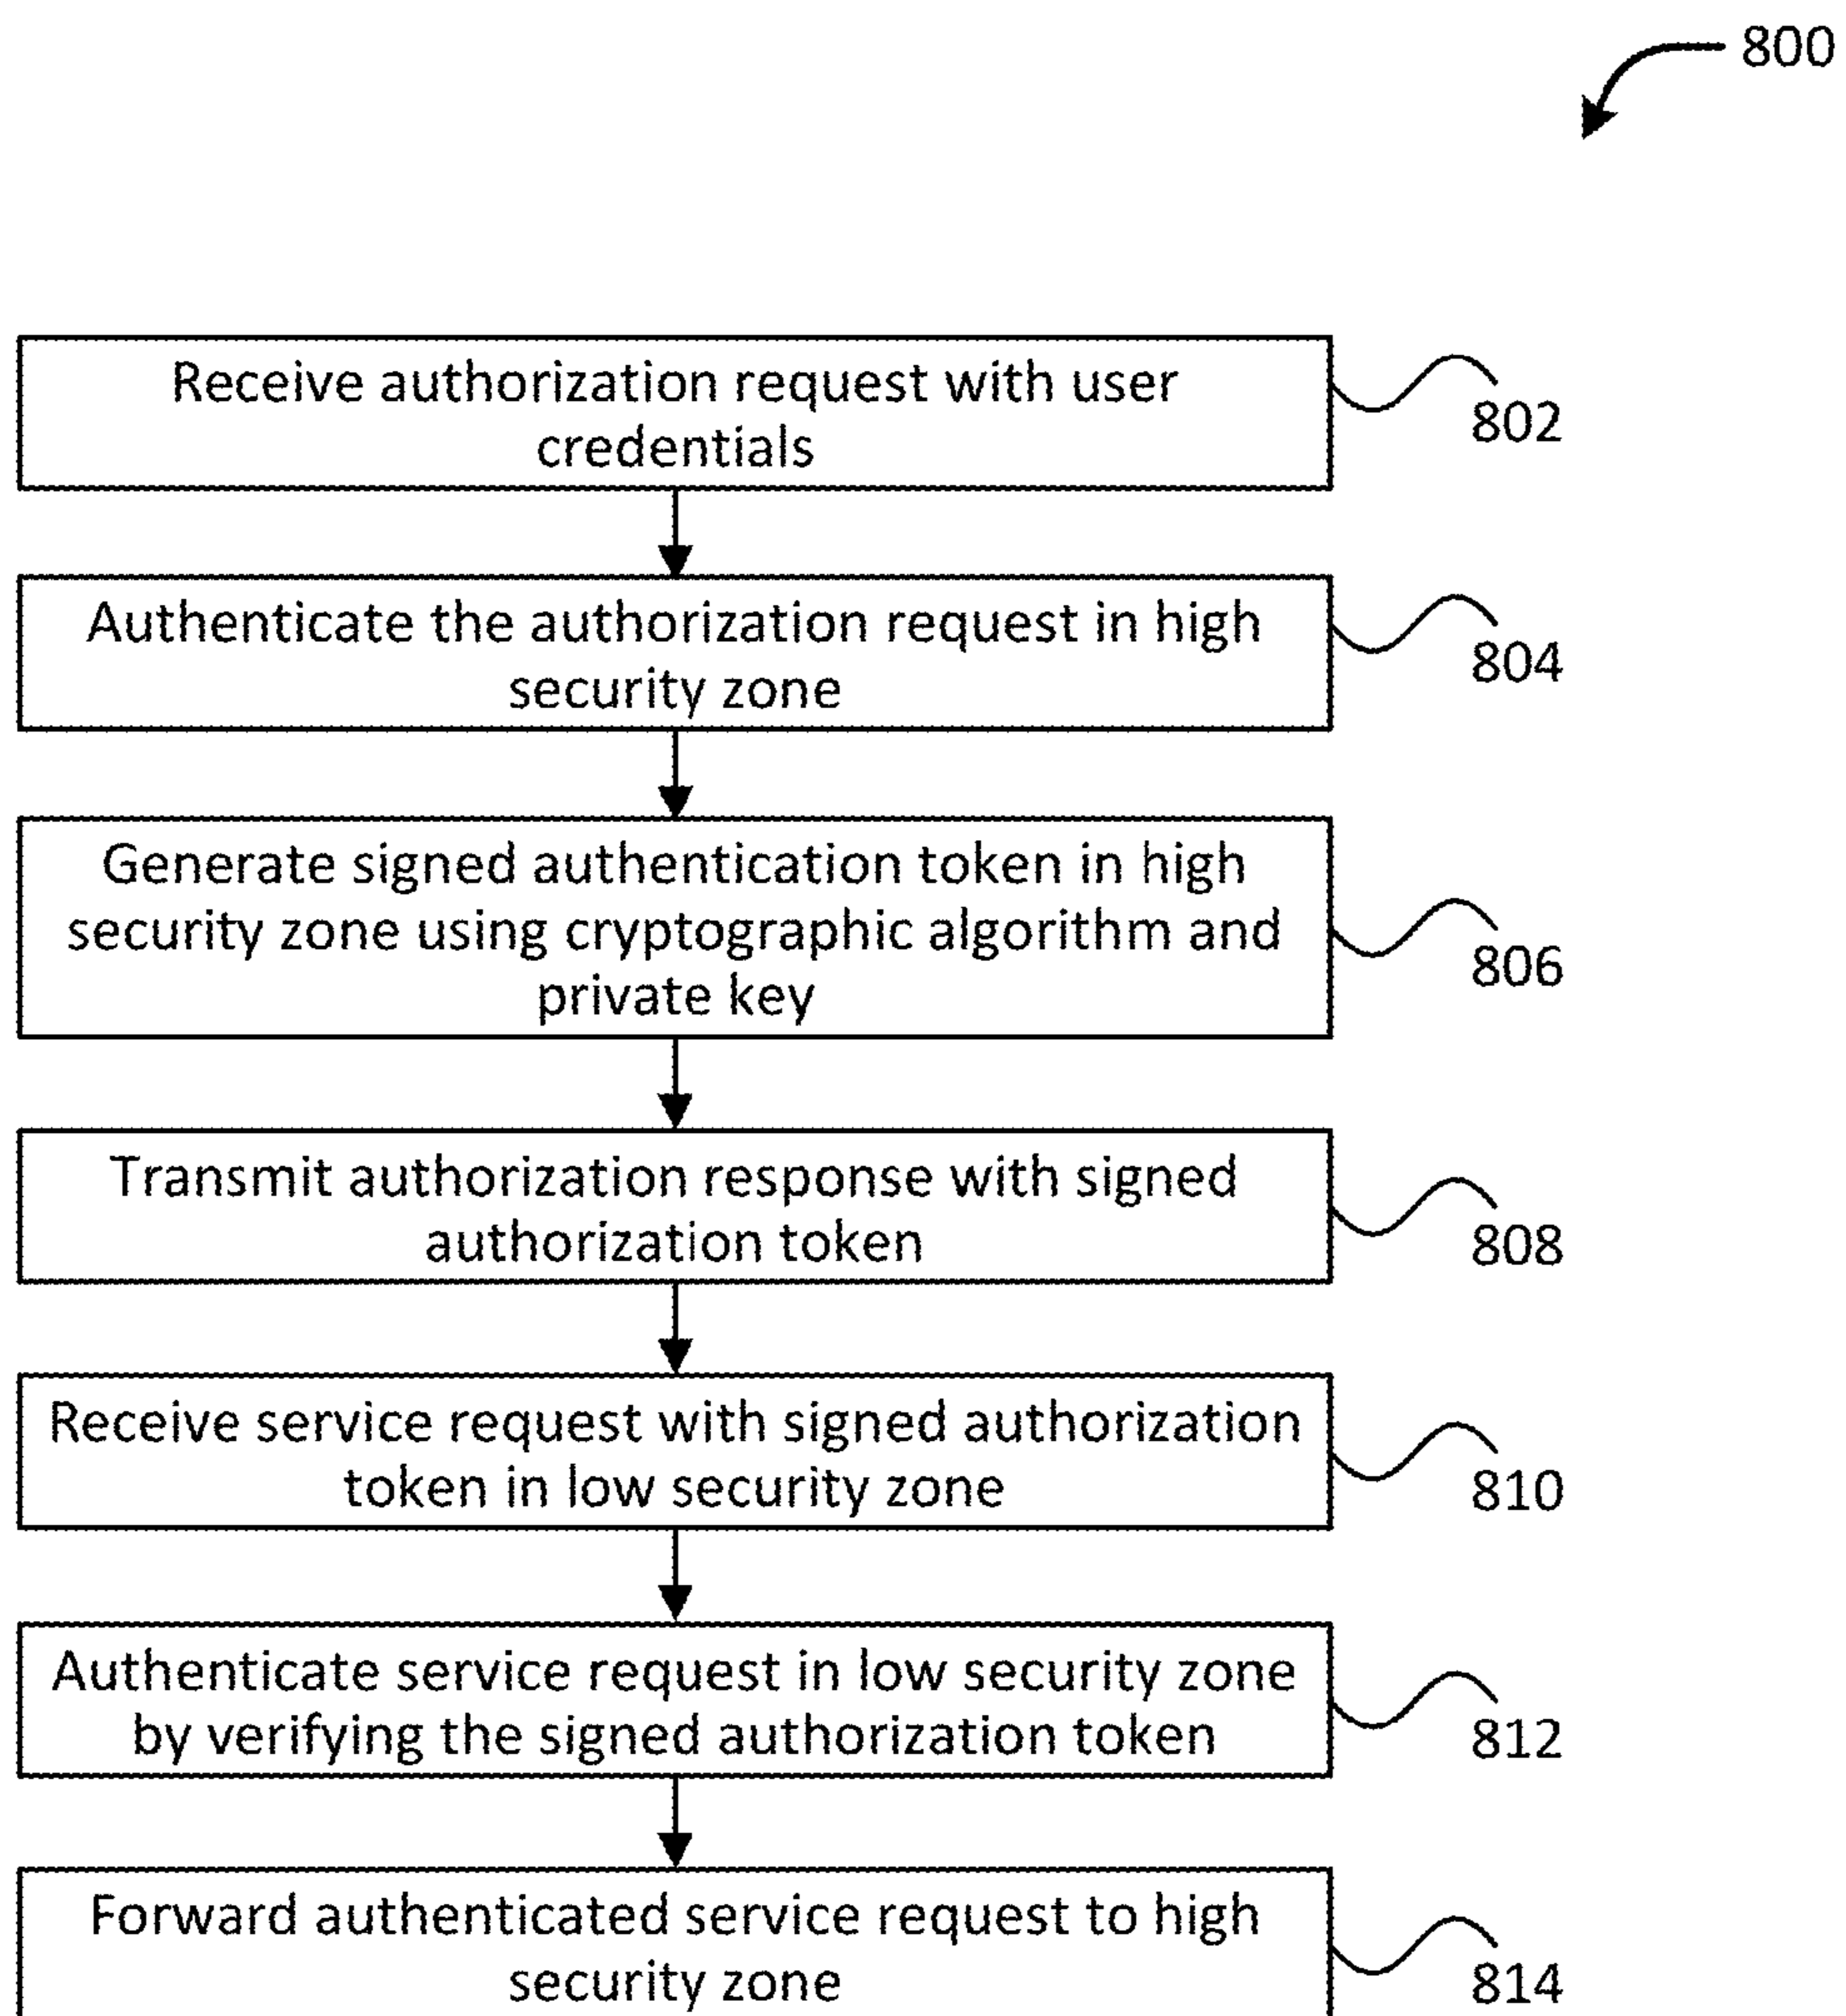 800
Receive authorization request with user
credentials
802
Authenticate the authorization request in high
security zone
804
Generate signed authentication token in high
security zone using cryptographic algorithm and
private key
806
Transmit authorization response with signed
authorization token
808
Receive service request with signed authorization
token in low security zone
810
Authenticate service request in low security zone
by verifying the signed authorization token
812
Forward authenticated service request to high
security zone
814